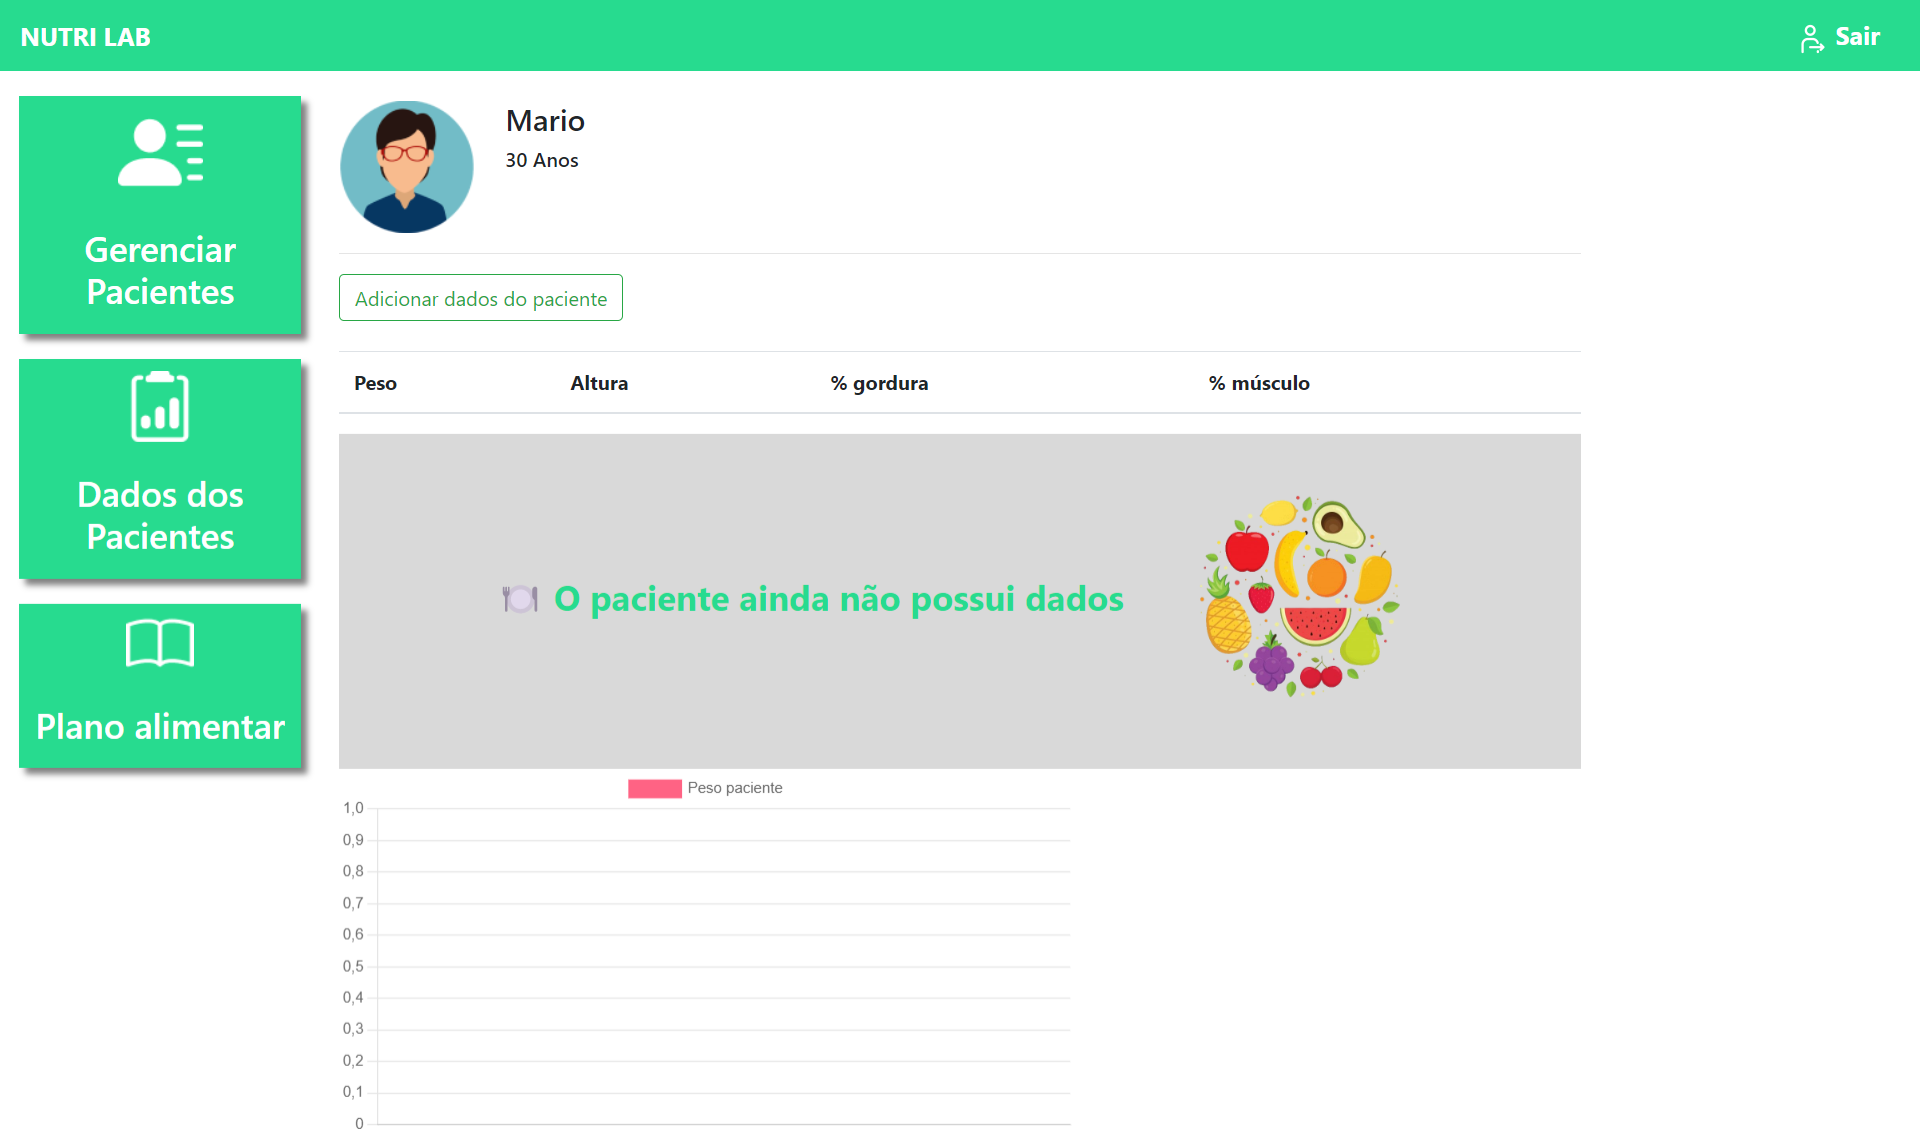 NUTRI LAB
Sair
Gerenciar
Pacientes
Dados dos
Pacientes
Plano alimentar
Mario
30 Anos
Adicionar dados do paciente
Peso Altura % gordura % músculo
O paciente ainda não possui dados
Peso paciente
1,0
0,9
0,8
0,7
0,6
0,5
0,4
0,3
0,2
0,1
0